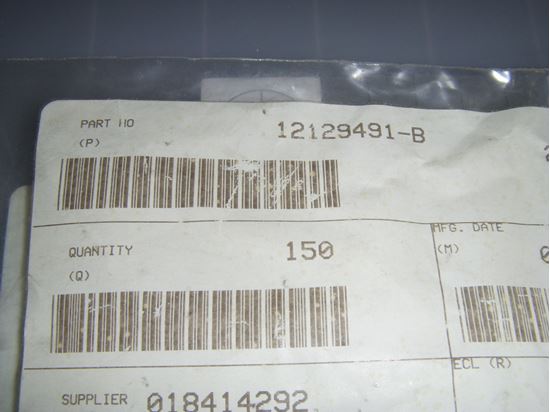 PART NO 12129491-B
(P)
MFG. DATE
QUANTITY 150 (M)
(Q)
ECL (R)
SUPPLIER 018414292